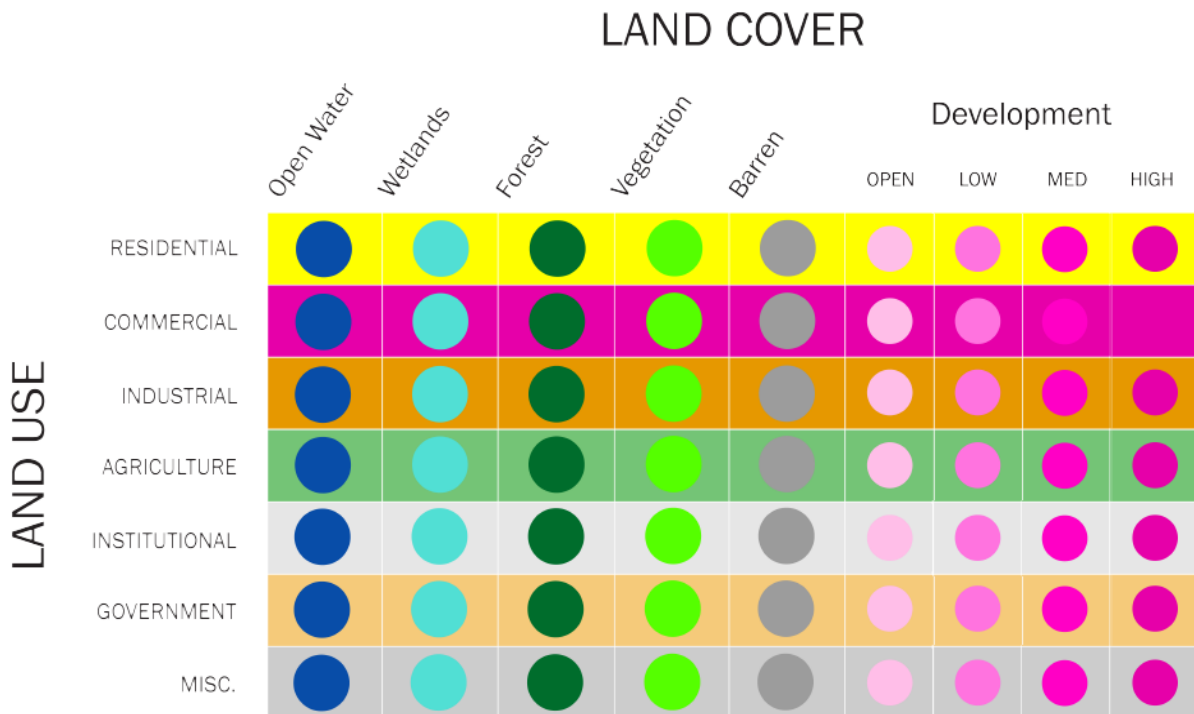 LAND COVER
Open Water
Wetlands
Forest
Vegetation
Barren
Development
OPEN
LOW
MED
HIGH
LAND USE
RESIDENTIAL
COMMERCIAL
INDUSTRIAL
AGRICULTURE
INSTITUTIONAL
GOVERNMENT
MISC.